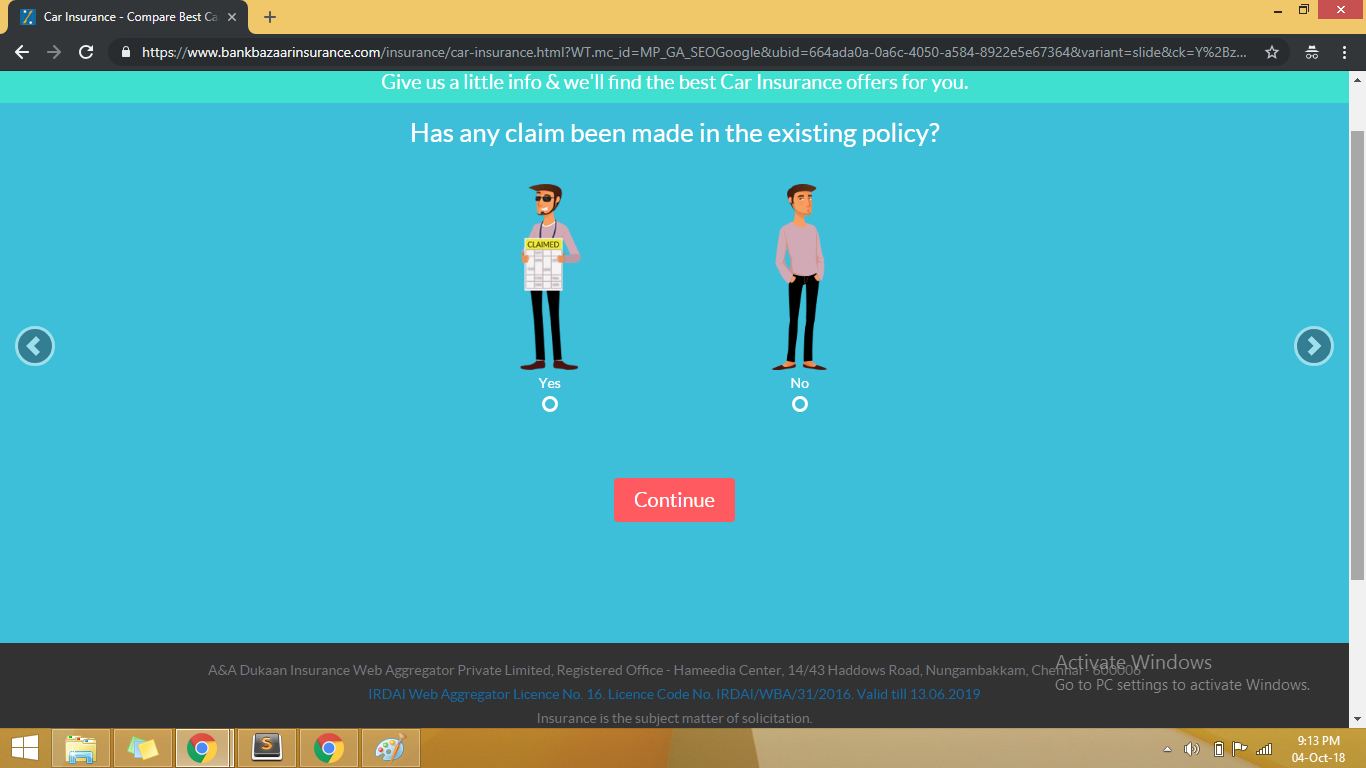 Car Insurance - Compare Best Ca
https://www.bankbazaarinsurance.com/insurance/car-insurance.html?WT.mc_id=MP_GA_SEOGoogle&ubid=664ada0a-0a6c-4050-a584-8922e5e67364&variant=slide&ck=Y%2Bz...
Give us a little info & we'll find the best Car Insurance offers for you.
Has any claim been made in the existing policy?
CLAIMED
Yes No
Continue
A&A Dukaan Insurance Web Aggregator Private Limited, Registered Office - Hameedia Center, 14/43 Haddows Road, Nungambakkam, Chennai - 600006
Activate Windows
IRDAI Web Aggregator Licence No. 16. Licence Code No. IRDAI/WBA/31/2016. Valid till 13.06.2019
Go to PC settings to activate Windows.
Insurance is the subject matter of solicitation.
9:13 PM
04-Oct-18